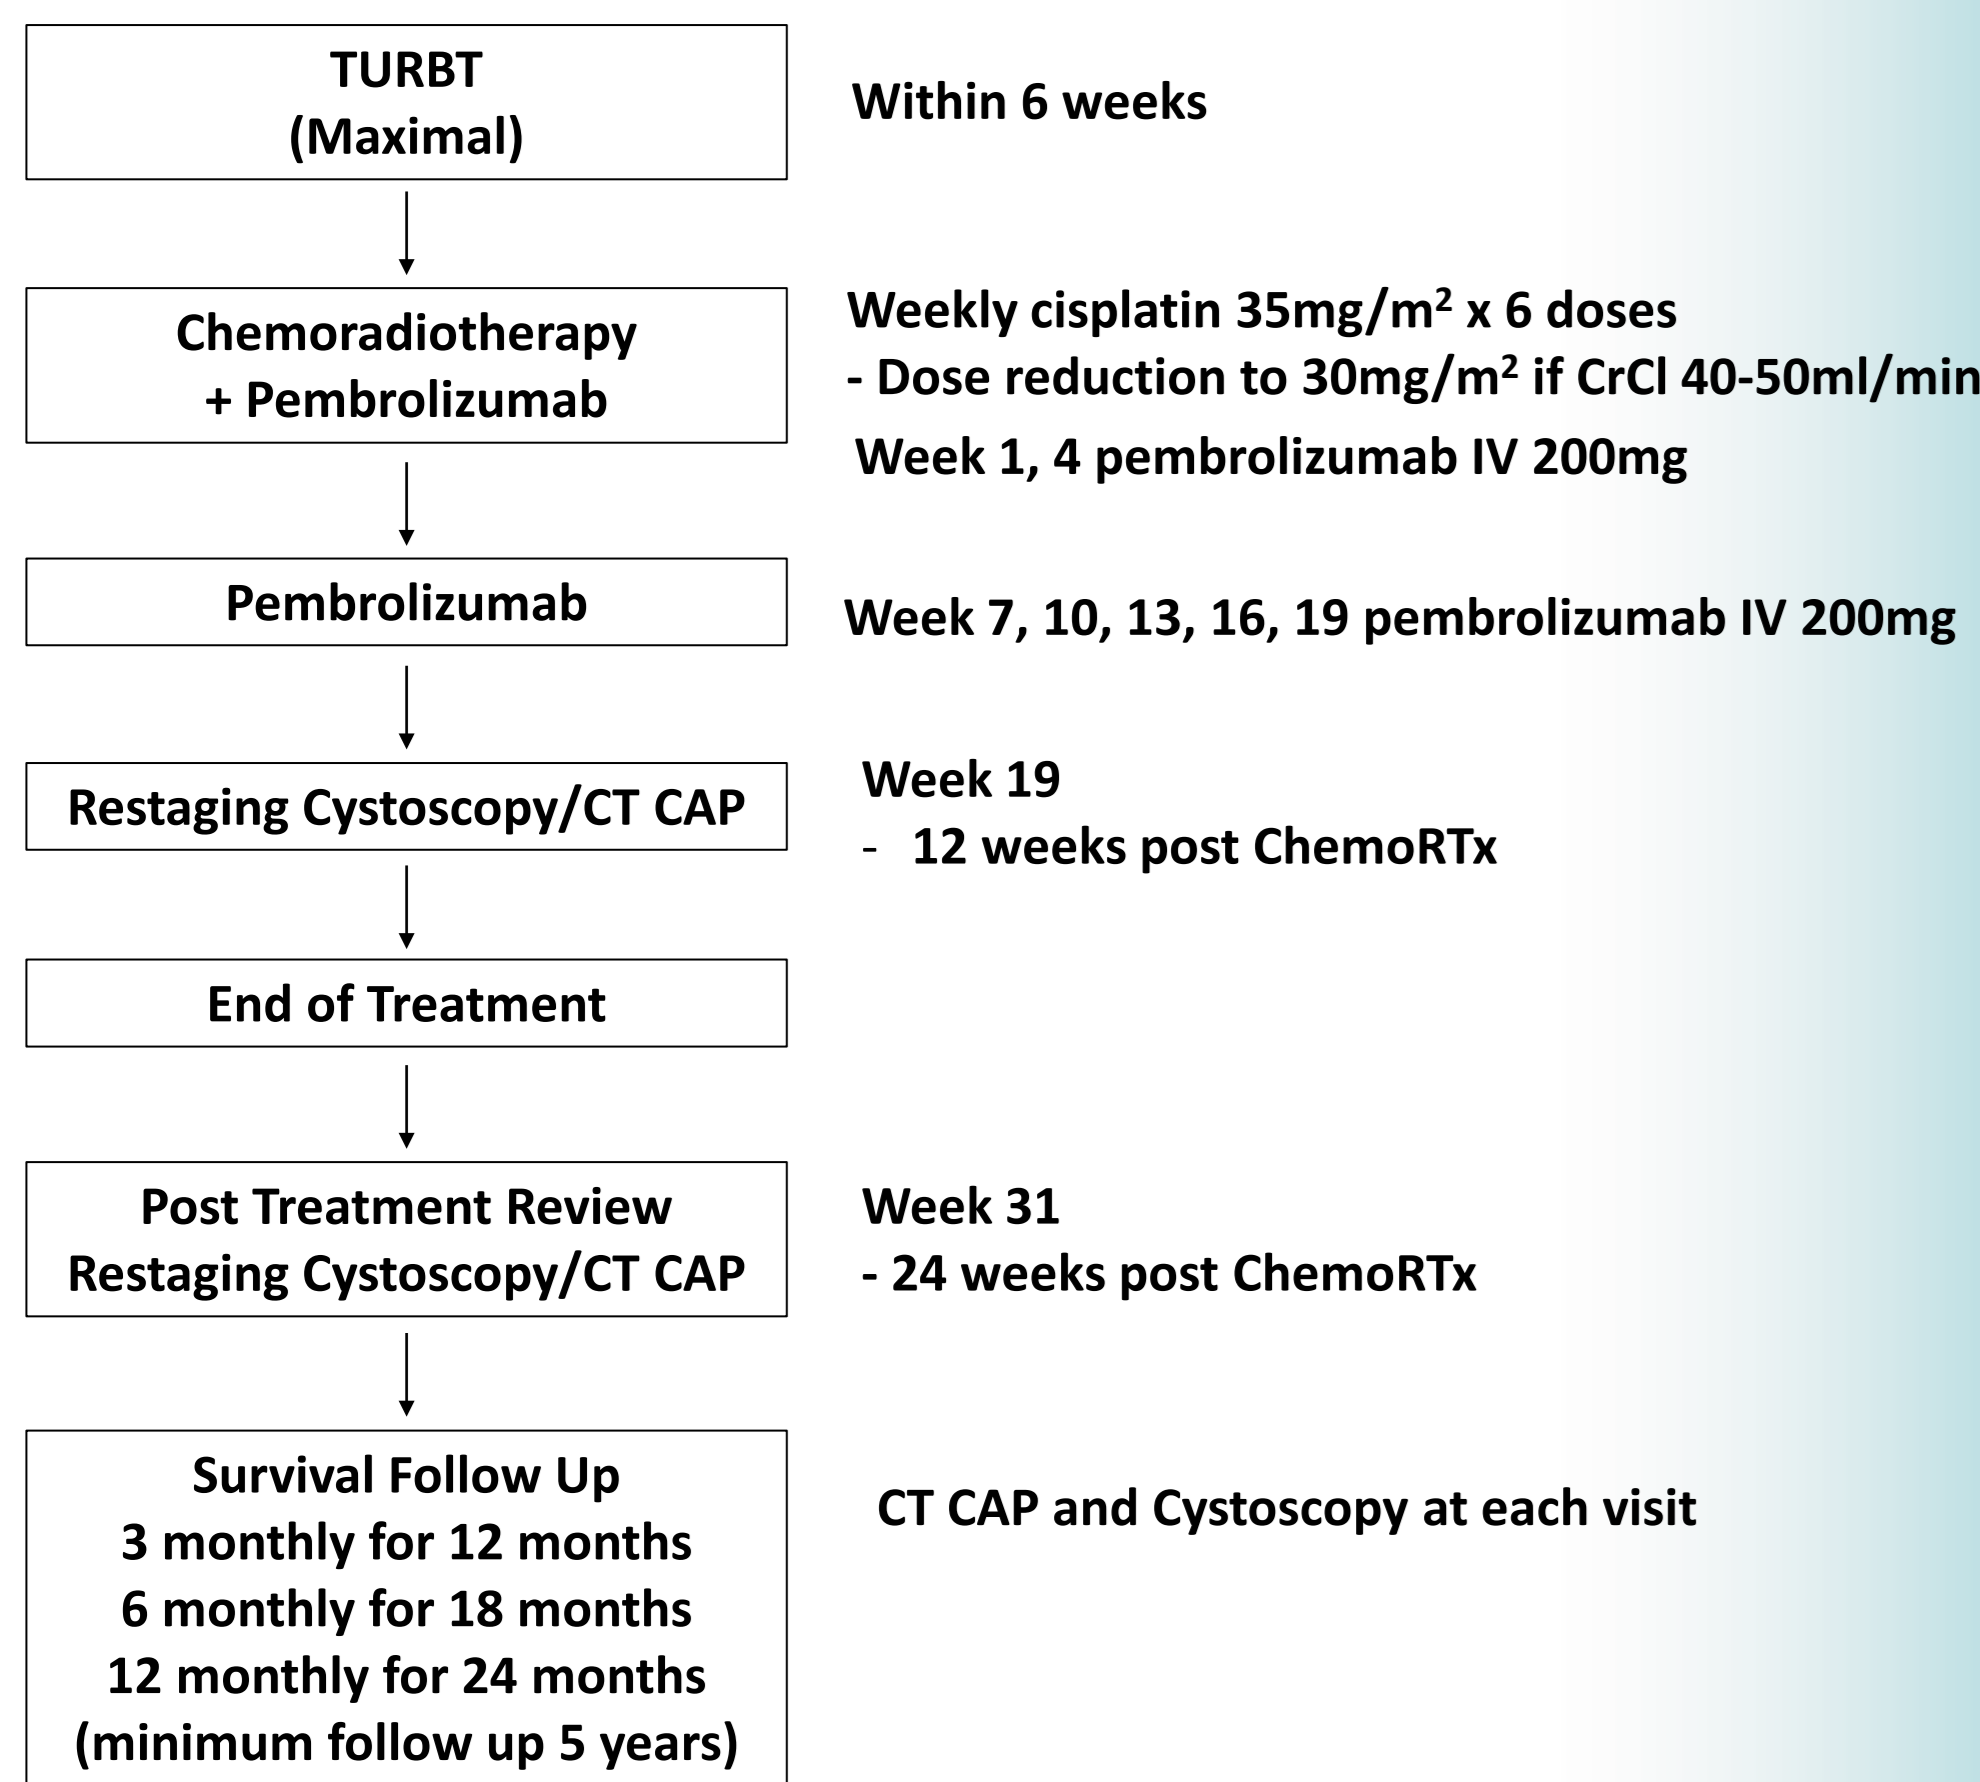 TURBT
(Maximal)
Within 6 weeks
Chemoradiotherapy
+ Pembrolizumab
Weekly cisplatin 35mg/m² x 6 doses
- Dose reduction to 30mg/m² if CrCl 40-50ml/min
Week 1, 4 pembrolizumab IV 200mg
Pembrolizumab
Week 7, 10, 13, 16, 19 pembrolizumab IV 200mg
Restaging Cystoscopy/CT CAP
Week 19
- 12 weeks post ChemoRTx
End of Treatment
Post Treatment Review
Restaging Cystoscopy/CT CAP
Week 31
- 24 weeks post ChemoRTx
Survival Follow Up
3 monthly for 12 months
6 monthly for 18 months
12 monthly for 24 months
(minimum follow up 5 years)
CT CAP and Cystoscopy at each visit